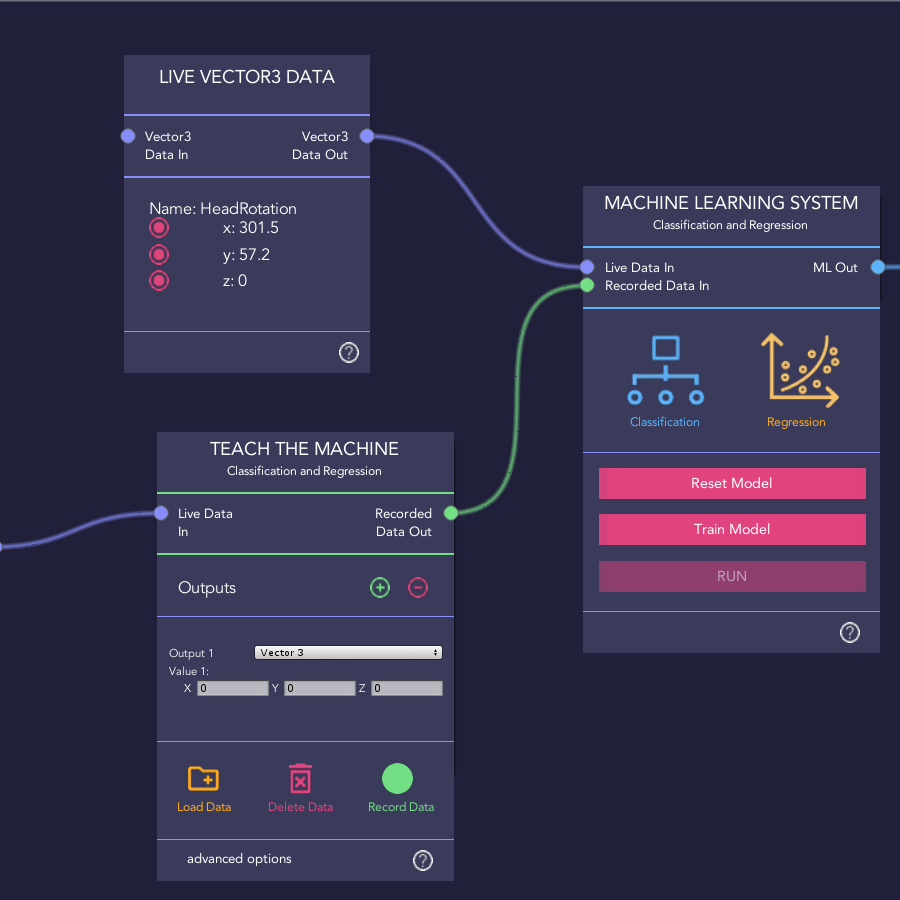 LIVE VECTOR3 DATA
Vector3 Data In
Vector3 Data Out
Name: HeadRotation
x: 301.5
y: 57.2
z: 0
?
MACHINE LEARNING SYSTEM
Classification and Regression
Live Data In
ML Out
Recorded Data In
Classification
Regression
Reset Model
Train Model
RUN
?
TEACH THE MACHINE
Classification and Regression
Live Data In
Recorded Data Out
Outputs
Output 1
Vector 3
Value 1:
X 0 Y 0 Z 0
Load Data
Delete Data
Record Data
advanced options
?